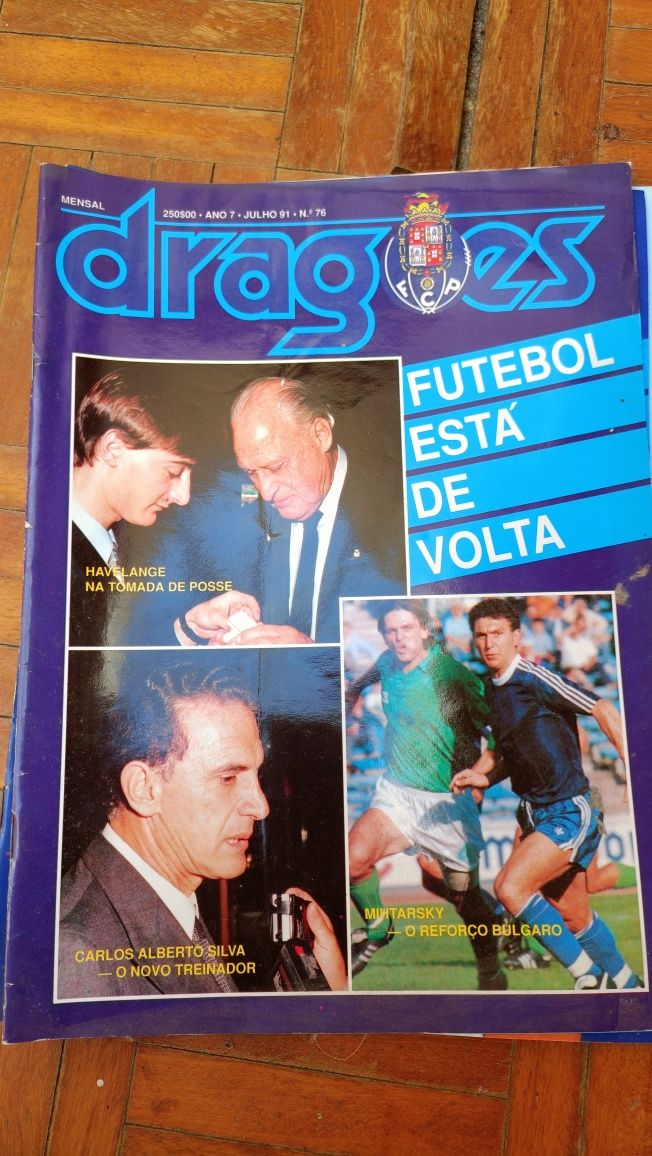 MENSAL
250$00 • ANO 7 • JULHO 91 • N.º 76
dragões
FCP
FUTEBOL
ESTÁ
DE
VOLTA
HAVELANGE
NA TOMADA DE POSSE
CARLOS ALBERTO SILVA
— O NOVO TREINADOR
MIHTARSKY
— O REFORÇO BÚLGARO